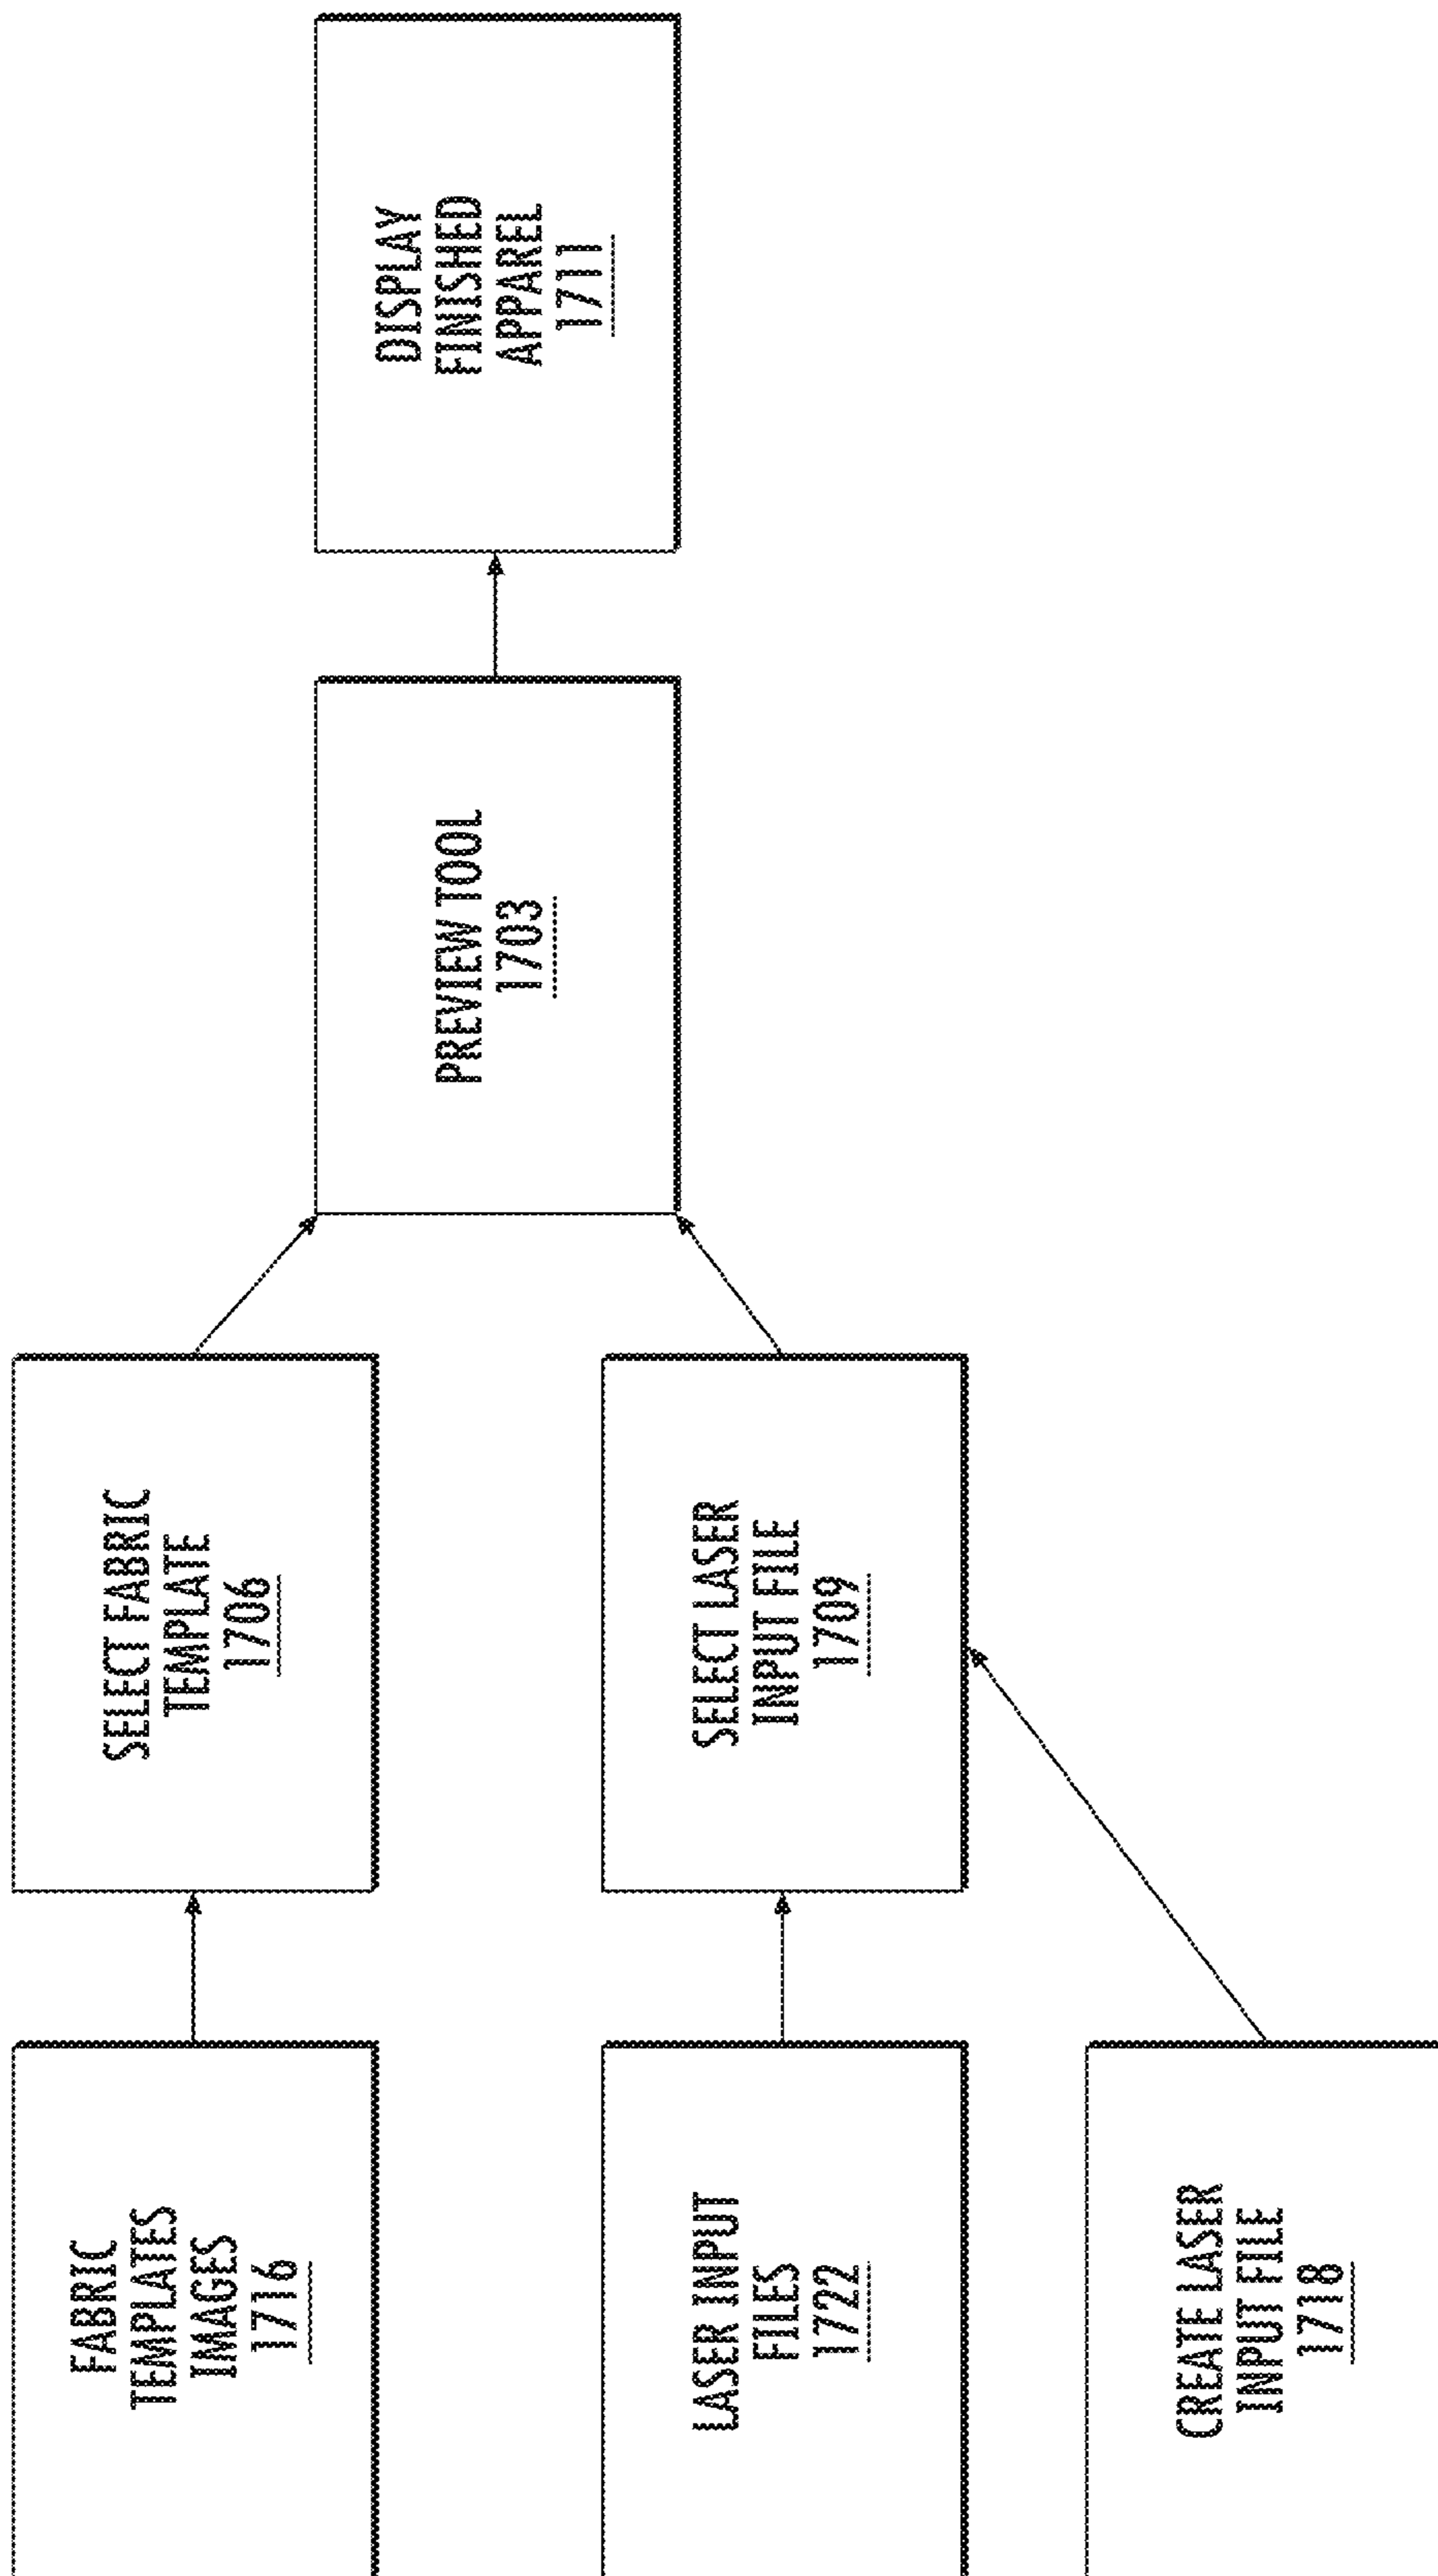 FABRIC
TEMPLATES
IMAGES
1716
SELECT FABRIC
TEMPLATE
1706
LASER INPUT
FILES
1722
SELECT LASER
INPUT FILE
1709
CREATE LASER
INPUT FILE
1718
PREVIEW TOOL
1703
DISPLAY
FINISHED
APPAREL
1711